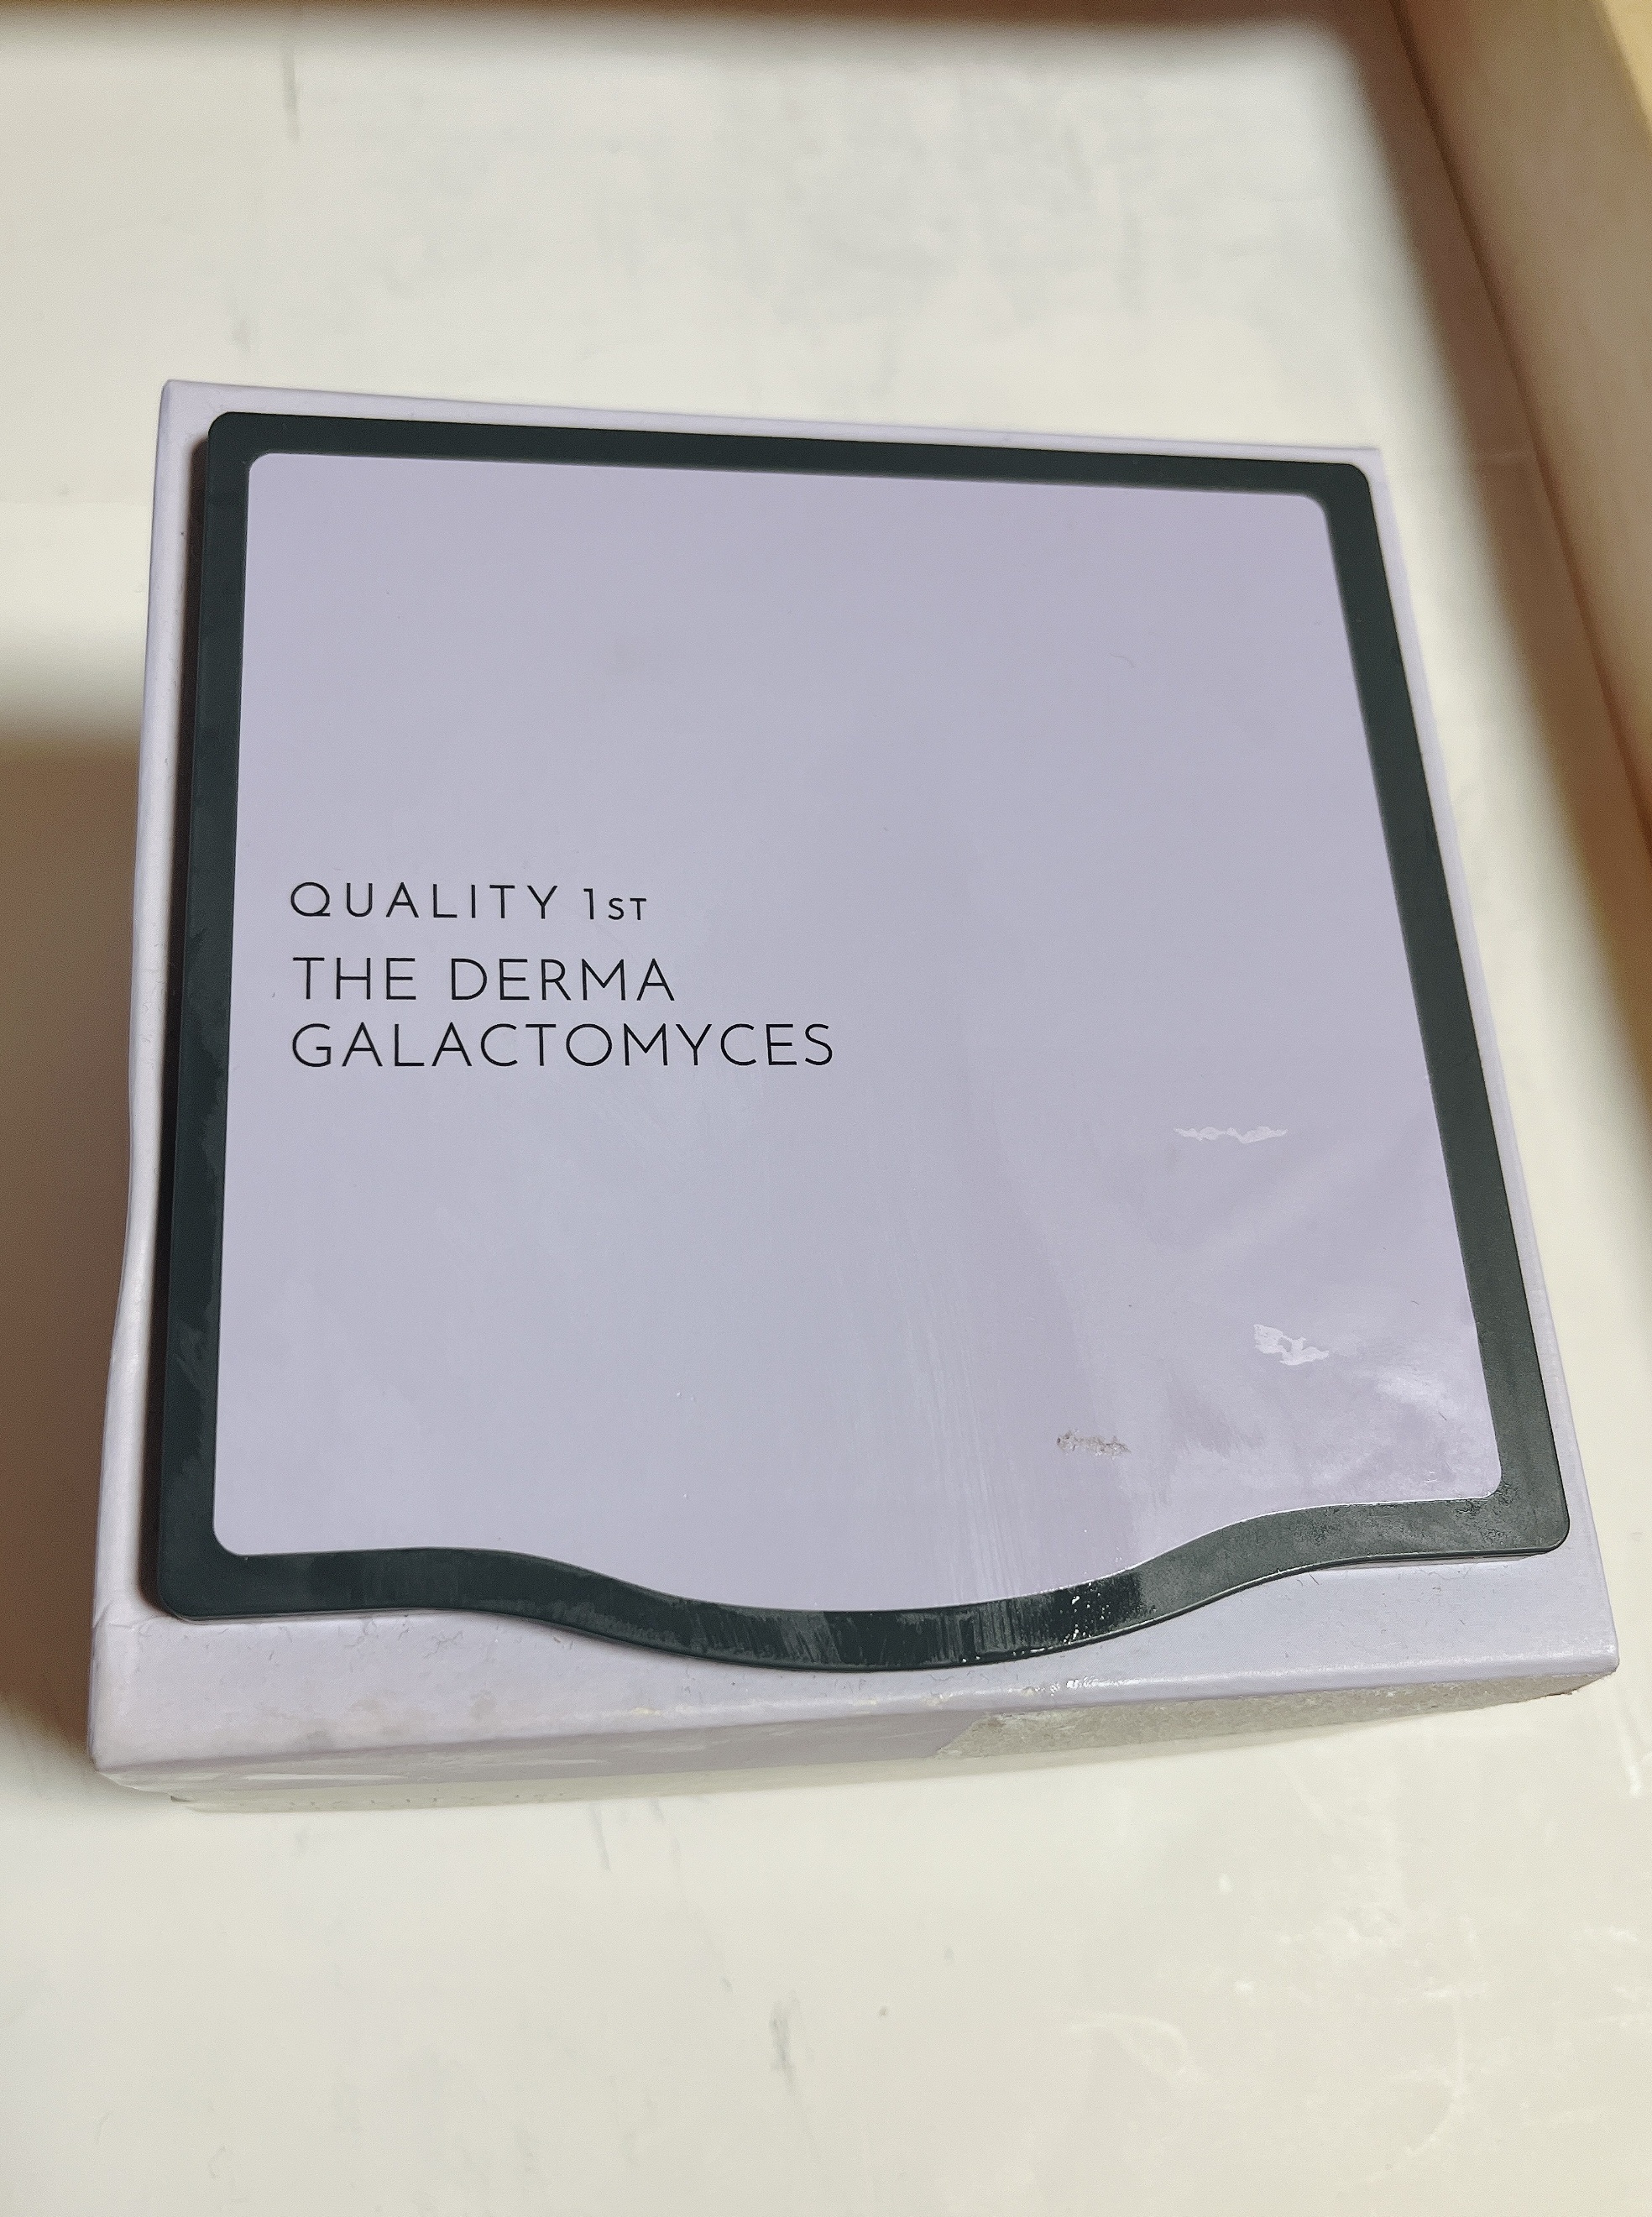 QUALITY 1ST
THE DERMA
GALACTOMYCES